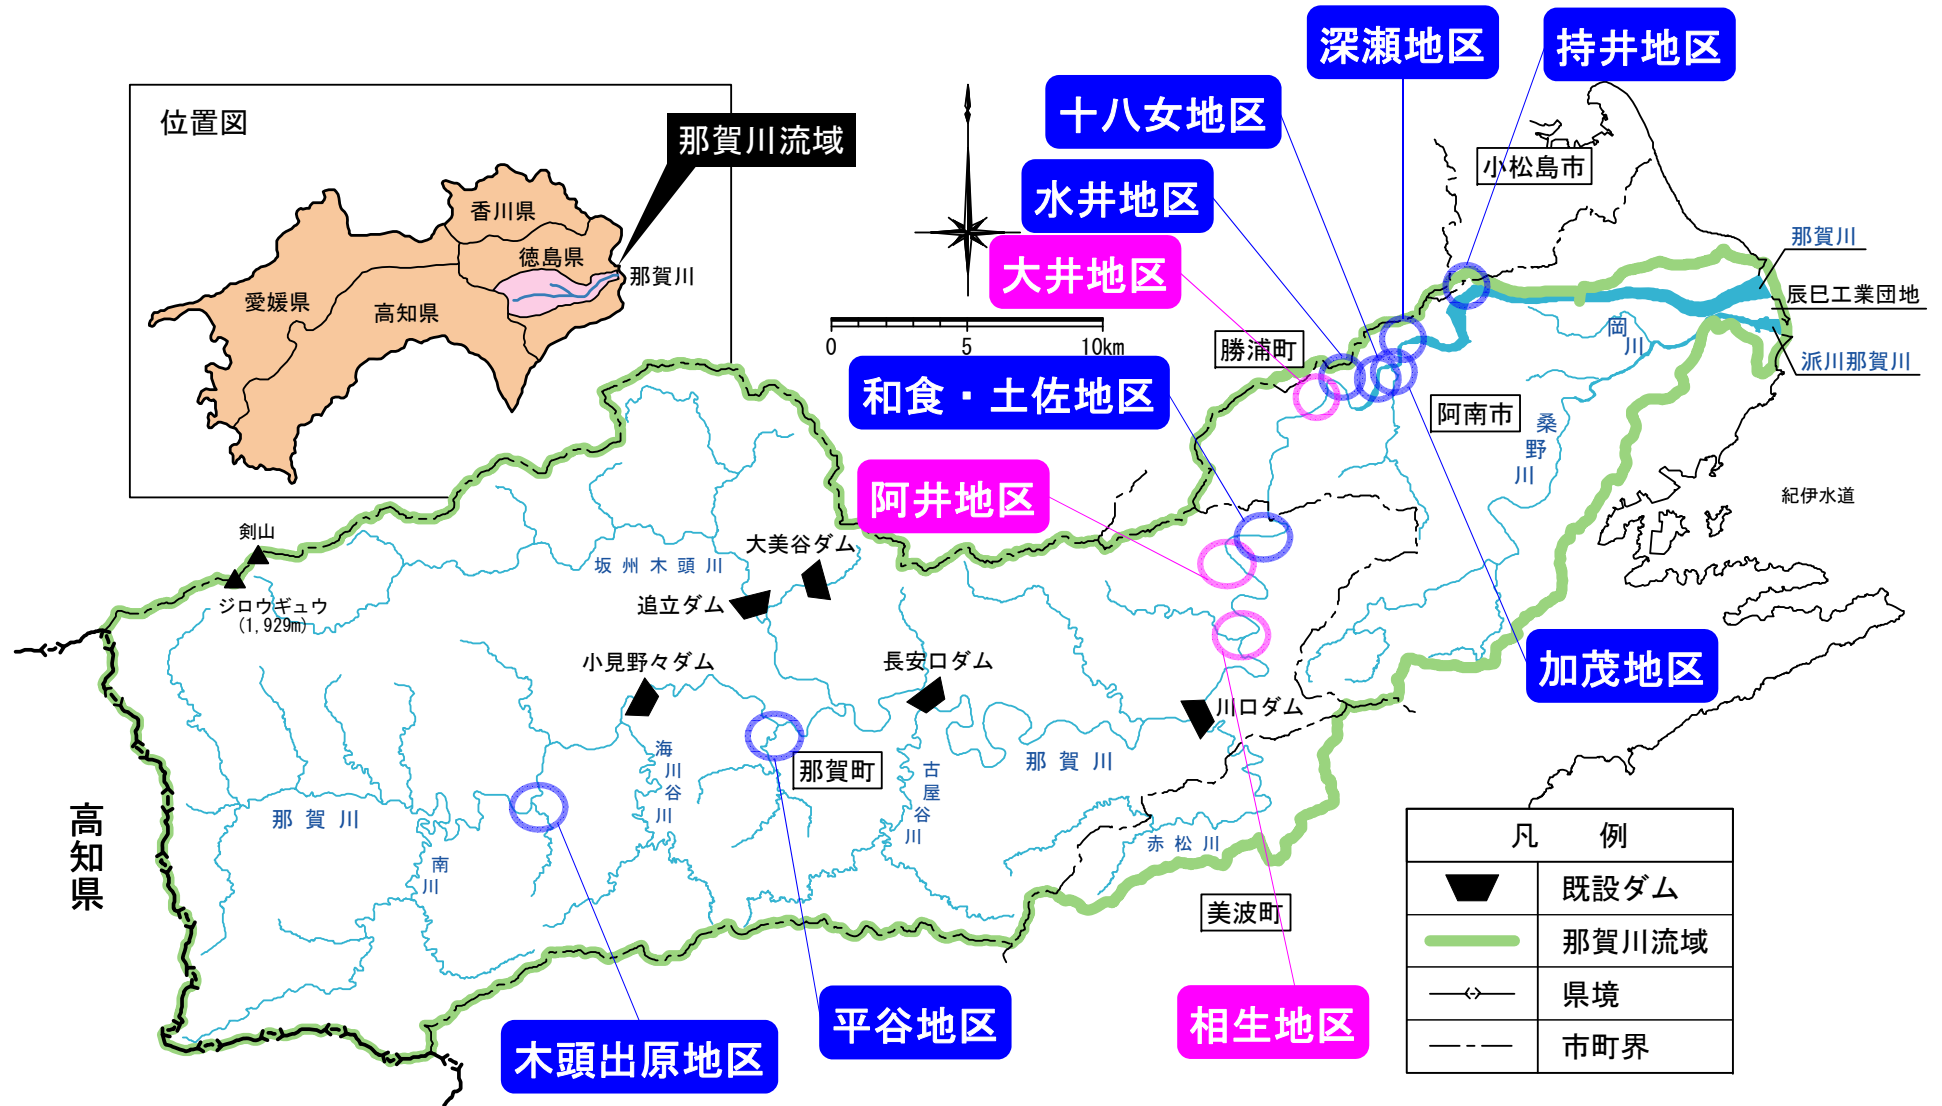 深瀬地区
持井地区
十八女地区
水井地区
大井地区
和食・土佐地区
阿井地区
加茂地区
相生地区
平谷地区
木頭出原地区
位置図
那賀川流域
香川県
徳島県
愛媛県
高知県
那賀川
0 5 10km
小松島市
勝浦町
阿南市
那賀町
美波町
那賀川
辰巳工業団地
派川那賀川
岡川
桑野川
紀伊水道
剣山
ジロウギュウ
(1,929m)
坂州木頭川
大美谷ダム
追立ダム
小見野々ダム
長安口ダム
川口ダム
海川谷川
古屋谷川
那賀川
那賀川
南川
赤松川
高知県
凡 例
既設ダム
那賀川流域
県境
市町界